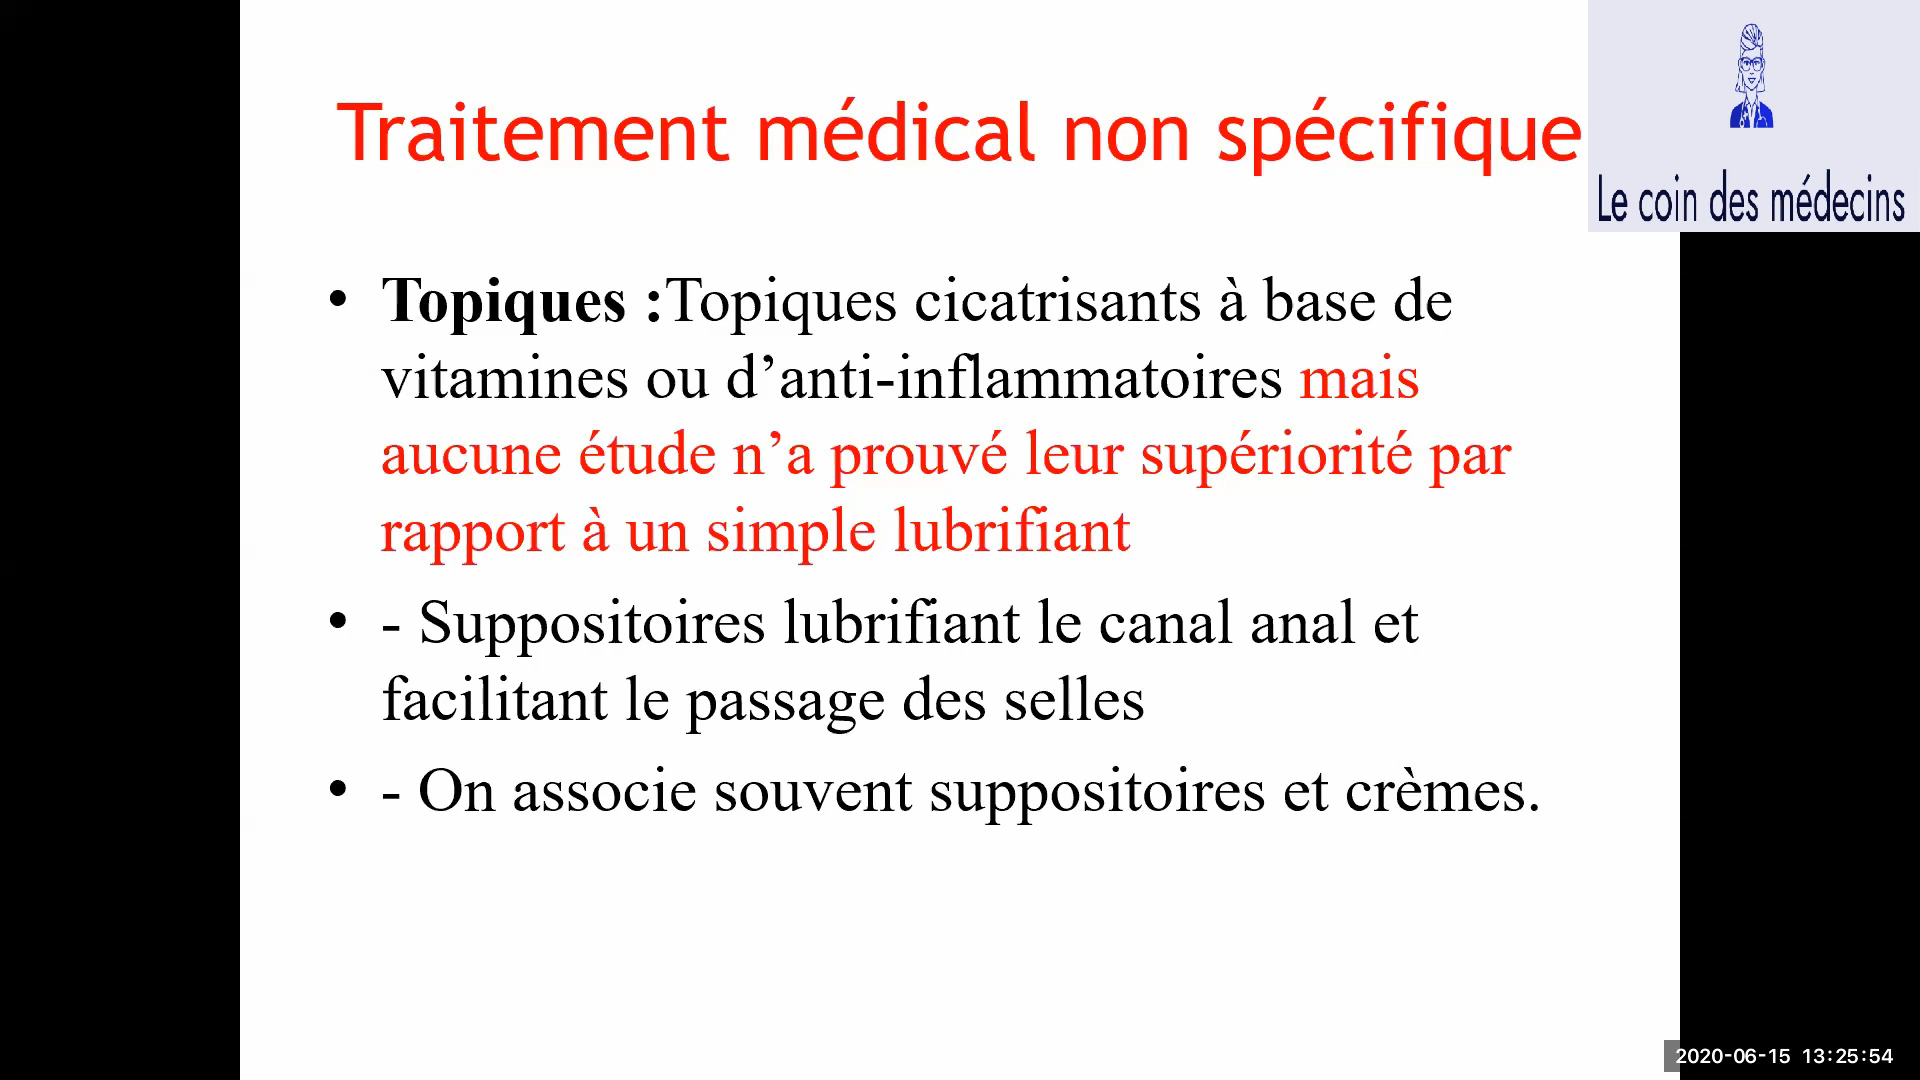 Traitement médical non spécifique
Le coin des médecins
• Topiques :Topiques cicatrisants à base de
vitamines ou d’anti-inflammatoires mais
aucune étude n’a prouvé leur supériorité par
rapport à un simple lubrifiant
• - Suppositoires lubrifiant le canal anal et
facilitant le passage des selles
• - On associe souvent suppositoires et crèmes.
2020-06-15 13:25:54